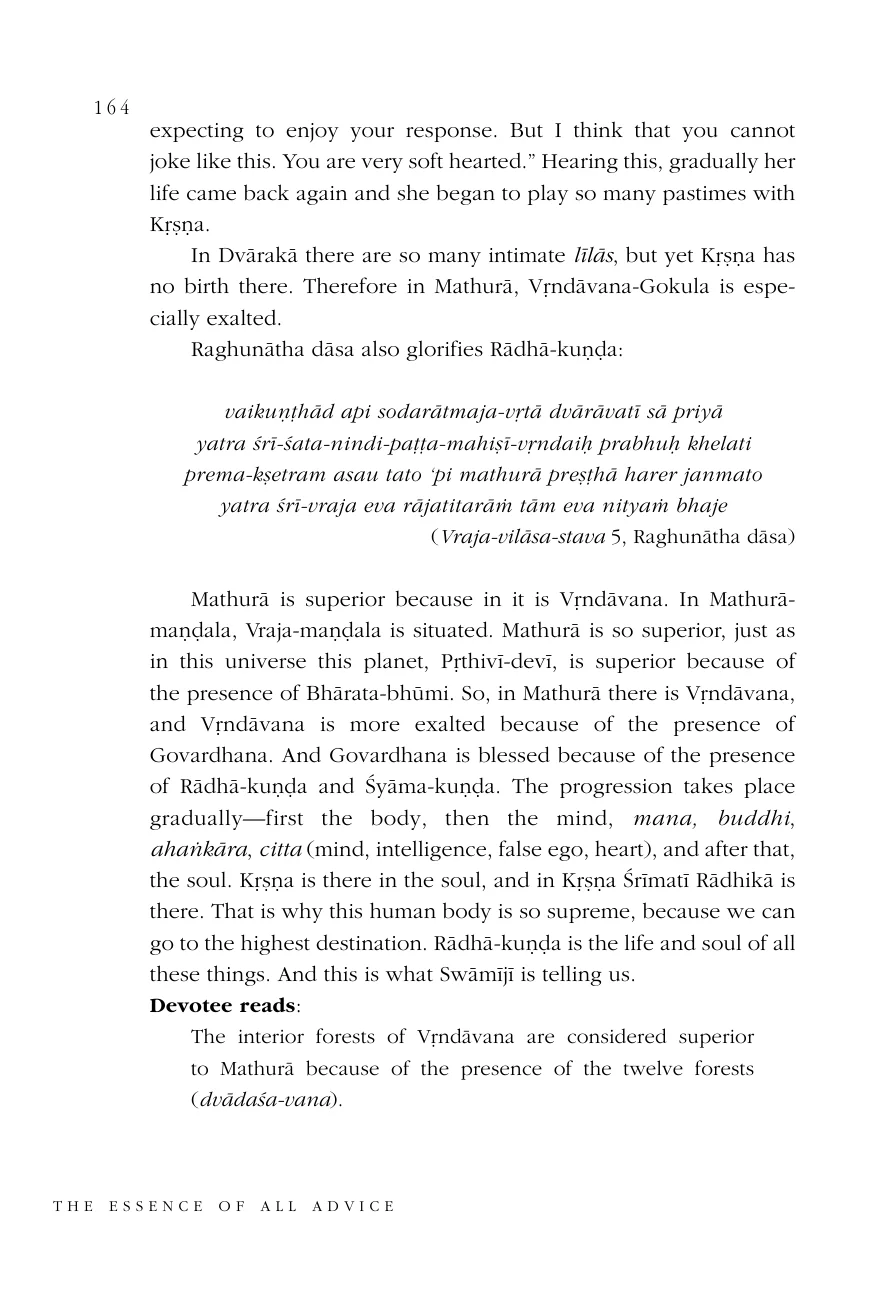 164
expecting to enjoy your response. But I think that you cannot
joke like this. You are very soft hearted.” Hearing this, gradually her
life came back again and she began to play so many pastimes with
Kṛṣṇa.
In Dvārakā there are so many intimate līlās, but yet Kṛṣṇa has
no birth there. Therefore in Mathurā, Vṛndāvana-Gokula is espe-
cially exalted.
Raghunātha dāsa also glorifies Rādhā-kuṇḍa:
vaikuṇṭhād api sodarātmaja-vṛtā dvārāvatī sā priyā
yatra śrī-śata-nindi-paṭṭa-mahiṣī-vṛndaiḥ prabhuḥ khelati
prema-kṣetram asau tato ‘pi mathurā preṣṭhā harer janmato
yatra śrī-vraja eva rājatitarāṁ tām eva nityaṁ bhaje
(Vraja-vilāsa-stava 5, Raghunātha dāsa)
Mathurā is superior because in it is Vṛndāvana. In Mathurā-
maṇḍala, Vraja-maṇḍala is situated. Mathurā is so superior, just as
in this universe this planet, Pṛthivī-devī, is superior because of
the presence of Bhārata-bhūmi. So, in Mathurā there is Vṛndāvana,
and Vṛndāvana is more exalted because of the presence of
Govardhana. And Govardhana is blessed because of the presence
of Rādhā-kuṇḍa and Śyāma-kuṇḍa. The progression takes place
gradually—first the body, then the mind, mana, buddhi,
ahaṅkāra, citta (mind, intelligence, false ego, heart), and after that,
the soul. Kṛṣṇa is there in the soul, and in Kṛṣṇa Śrīmatī Rādhikā is
there. That is why this human body is so supreme, because we can
go to the highest destination. Rādhā-kuṇḍa is the life and soul of all
these things. And this is what Swāmījī is telling us.
Devotee reads:
The interior forests of Vṛndāvana are considered superior
to Mathurā because of the presence of the twelve forests
(dvādaśa-vana).
THE ESSENCE OF ALL ADVICE